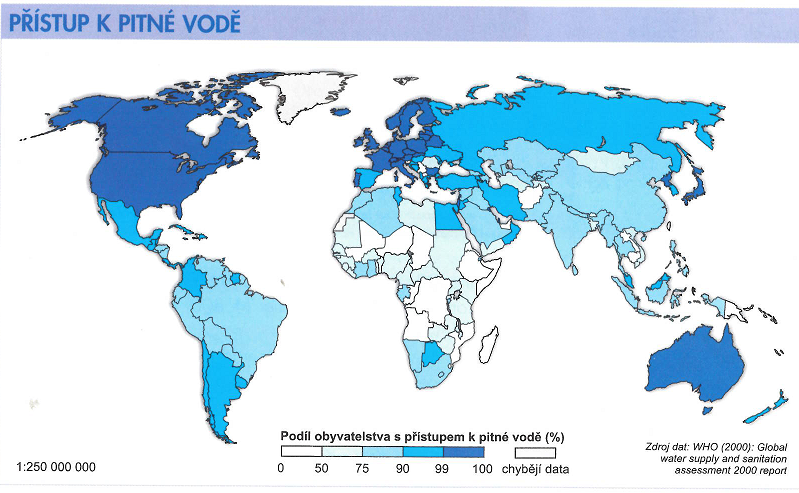 PŘÍSTUP K PITNÉ VODĚ
Podíl obyvatelstva s přístupem k pitné vodě (%)
0 50 75 90 99 100 chybějí data
1:250 000 000
Zdroj dat: WHO (2000): Global
water supply and sanitation
assessment 2000 report